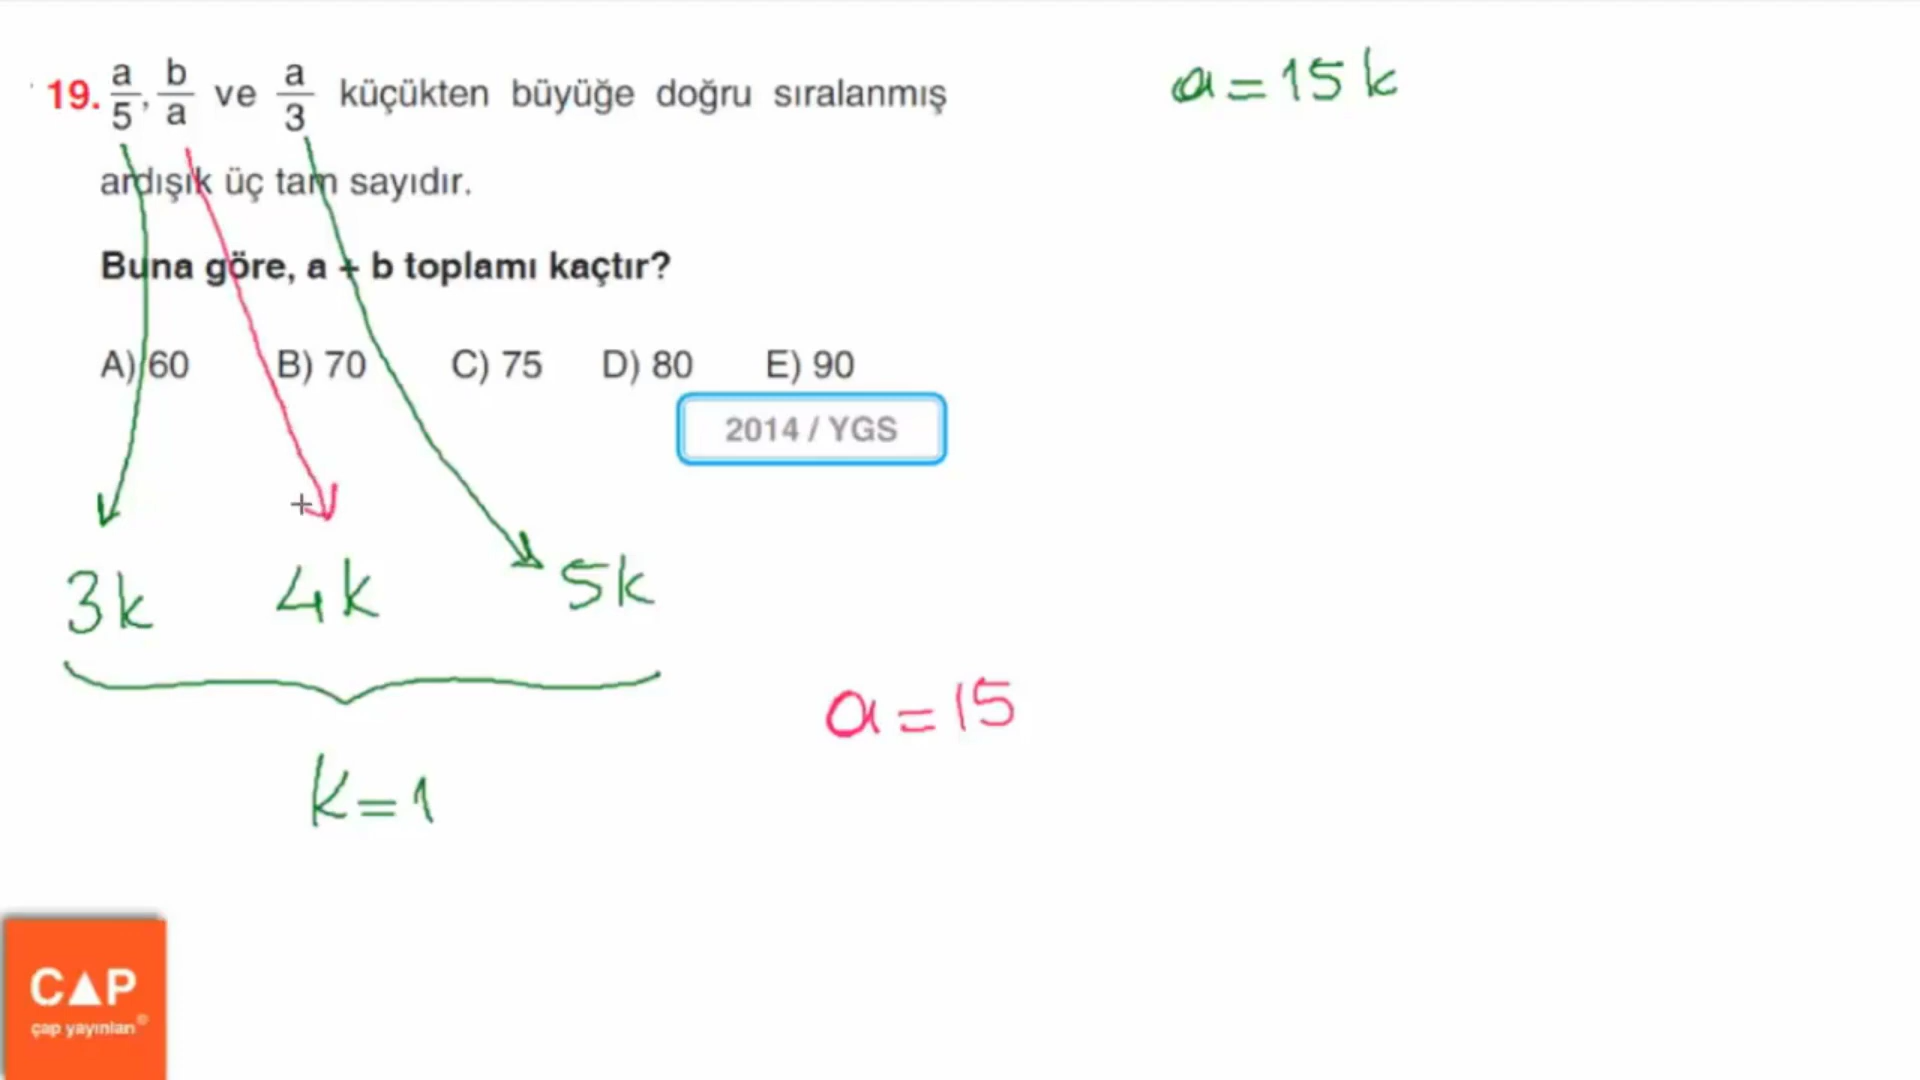 19. a/5, b/a ve a/3 küçükten büyüğe doğru sıralanmış
a = 15k
ardışık üç tam sayıdır.
Buna göre, a + b toplamı kaçtır?
A) 60 B) 70 C) 75 D) 80 E) 90
2014 / YGS
3k 4k 5k
a = 15
k = 1
CAP
çap yayınları©